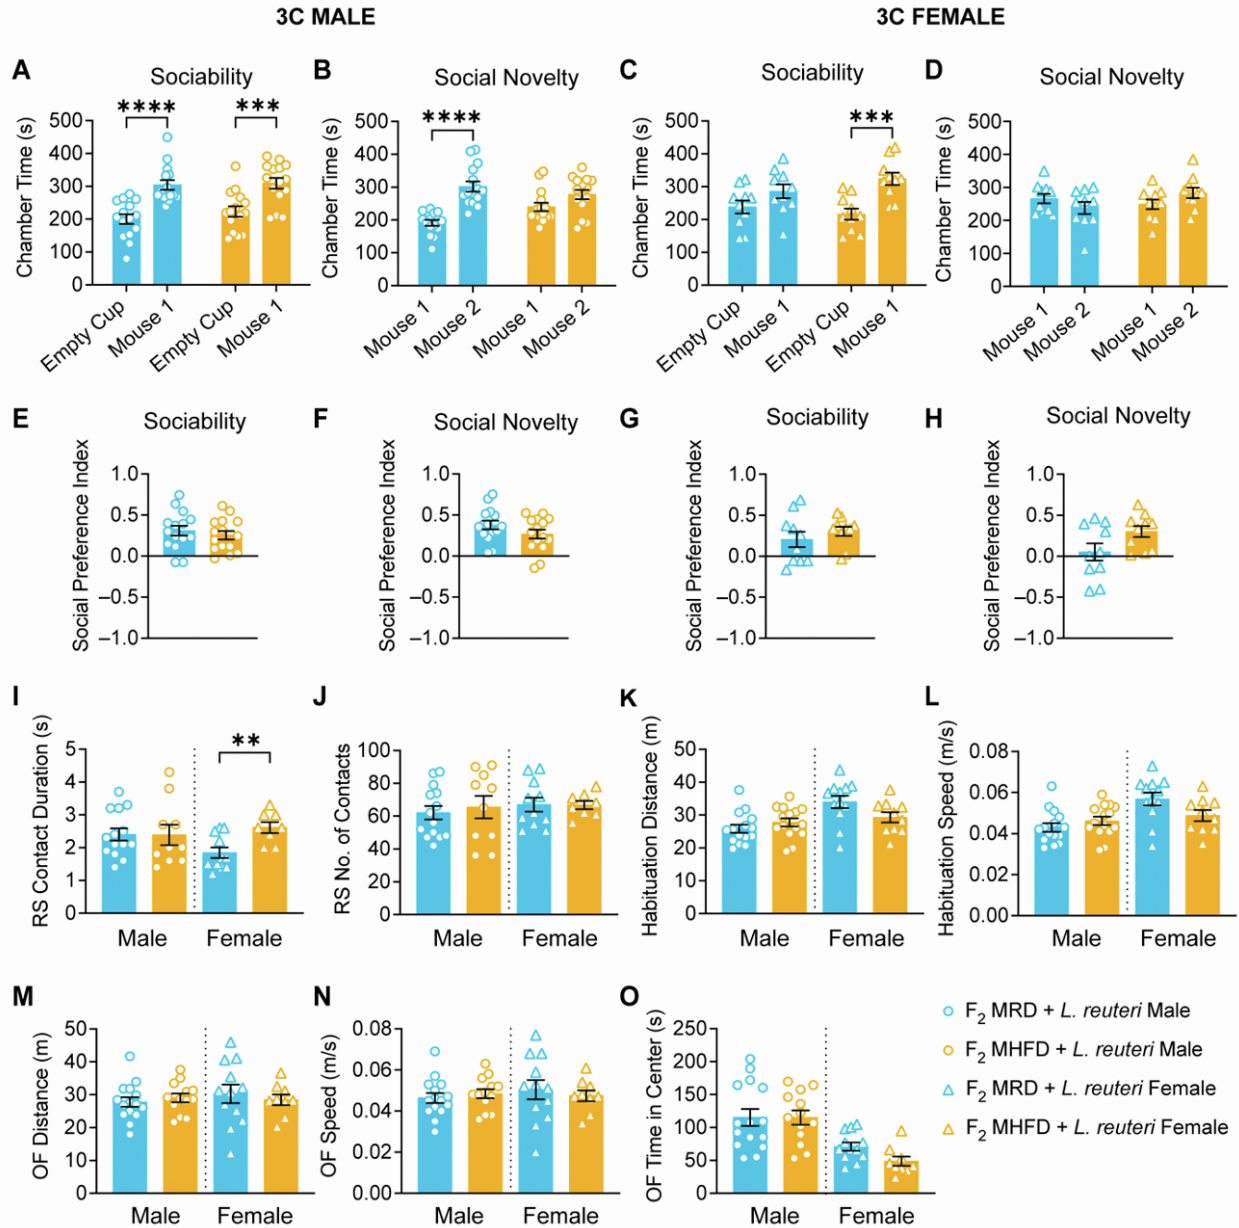 3C MALE
3C FEMALE
A
Sociability
****
***
Chamber Time (s)
500
400
300
200
100
0
Empty Cup
Mouse 1
Empty Cup
Mouse 1
B
Social Novelty
****
Chamber Time (s)
500
400
300
200
100
0
Mouse 1
Mouse 2
Mouse 1
Mouse 2
C
Sociability
***
Chamber Time (s)
500
400
300
200
100
0
Empty Cup
Mouse 1
Empty Cup
Mouse 1
D
Social Novelty
Chamber Time (s)
500
400
300
200
100
0
Mouse 1
Mouse 2
Mouse 1
Mouse 2
E
Sociability
Social Preference Index
1.0
0.5
0.0
–0.5
–1.0
F
Social Novelty
Social Preference Index
1.0
0.5
0.0
–0.5
–1.0
G
Sociability
Social Preference Index
1.0
0.5
0.0
–0.5
–1.0
H
Social Novelty
Social Preference Index
1.0
0.5
0.0
–0.5
–1.0
I
**
RS Contact Duration (s)
5
4
3
2
1
0
Male
Female
J
RS No. of Contacts
100
80
60
40
20
0
Male
Female
K
Habituation Distance (m)
50
40
30
20
10
0
Male
Female
L
Habituation Speed (m/s)
0.08
0.06
0.04
0.02
0.00
Male
Female
M
OF Distance (m)
50
40
30
20
10
0
Male
Female
N
OF Speed (m/s)
0.08
0.06
0.04
0.02
0.00
Male
Female
O
OF Time in Center (s)
250
200
150
100
50
0
Male
Female
F₂ MRD + L. reuteri Male
F₂ MHFD + L. reuteri Male
F₂ MRD + L. reuteri Female
F₂ MHFD + L. reuteri Female